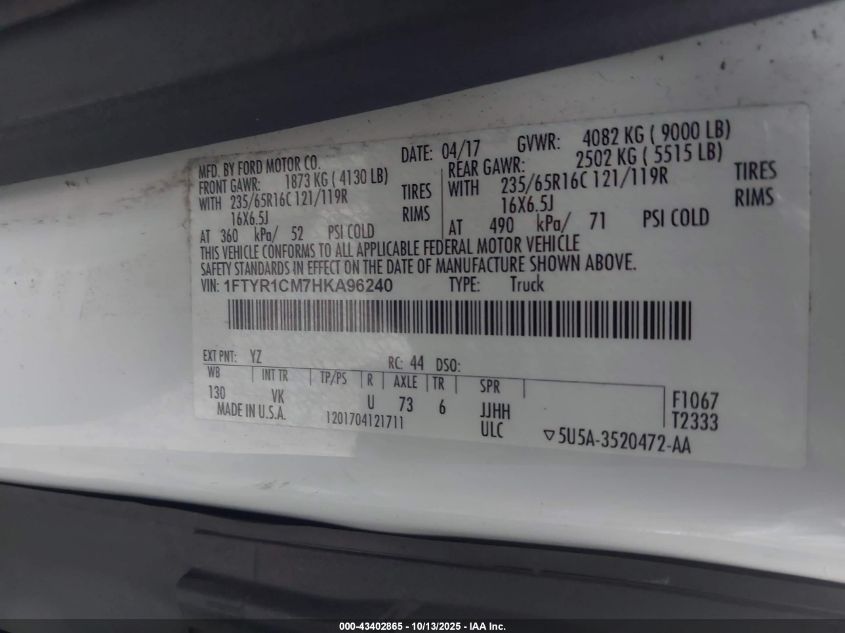 MFD. BY FORD MOTOR CO. DATE: 04/17 GVWR: 4082 KG ( 9000 LB)
FRONT GAWR: 1873 KG ( 4130 LB) REAR GAWR: 2502 KG ( 5515 LB)
WITH 235/65R16C 121/119R TIRES WITH 235/65R16C 121/119R TIRES
16X6.5J RIMS 16X6.5J RIMS
AT 360 kPa/ 52 PSI COLD AT 490 kPa/ 71 PSI COLD
THIS VEHICLE CONFORMS TO ALL APPLICABLE FEDERAL MOTOR VEHICLE
SAFETY STANDARDS IN EFFECT ON THE DATE OF MANUFACTURE SHOWN ABOVE.
VIN: 1FTYR1CM7HKA96240 TYPE: Truck
EXT PNT: YZ RC: 44 DSO:
WB INT TR TP/PS R AXLE TR SPR
130 VK U 73 6 JJHH F1067
MADE IN U.S.A. 1201704121711 ULC T2333
▽5U5A-3520472-AA
000-43402865 - 10/13/2025 - IAA Inc.